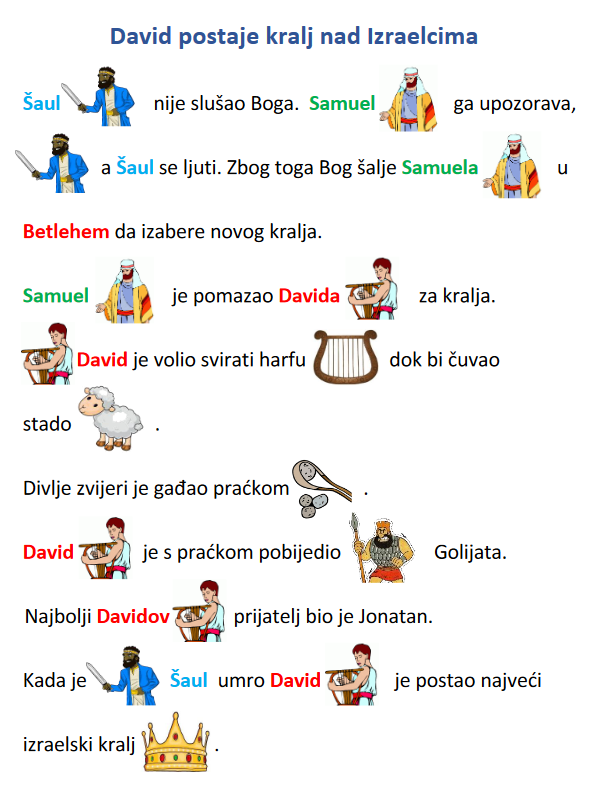 David postaje kralj nad Izraelcima
Šaul nije slušao Boga. Samuel ga upozorava,
a Šaul se ljuti. Zbog toga Bog šalje Samuela u
Betlehem da izabere novog kralja.
Samuel je pomazao Davida za kralja.
David je volio svirati harfu dok bi čuvao
stado .
Divlje zvijeri je gađao praćkom .
David je s praćkom pobijedio Golijata.
Najbolji Davidov prijatelj bio je Jonatan.
Kada je Šaul umro David je postao najveći
izraelski kralj .